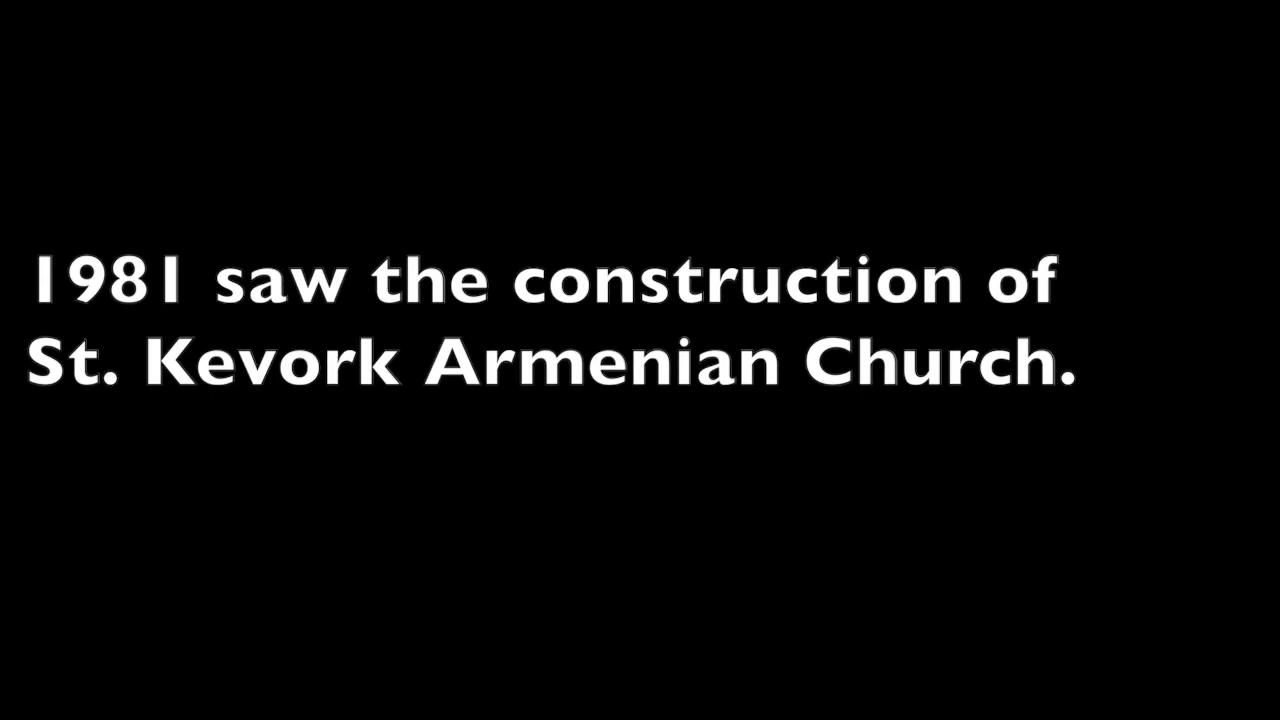 1981 saw the construction of
St. Kevork Armenian Church.